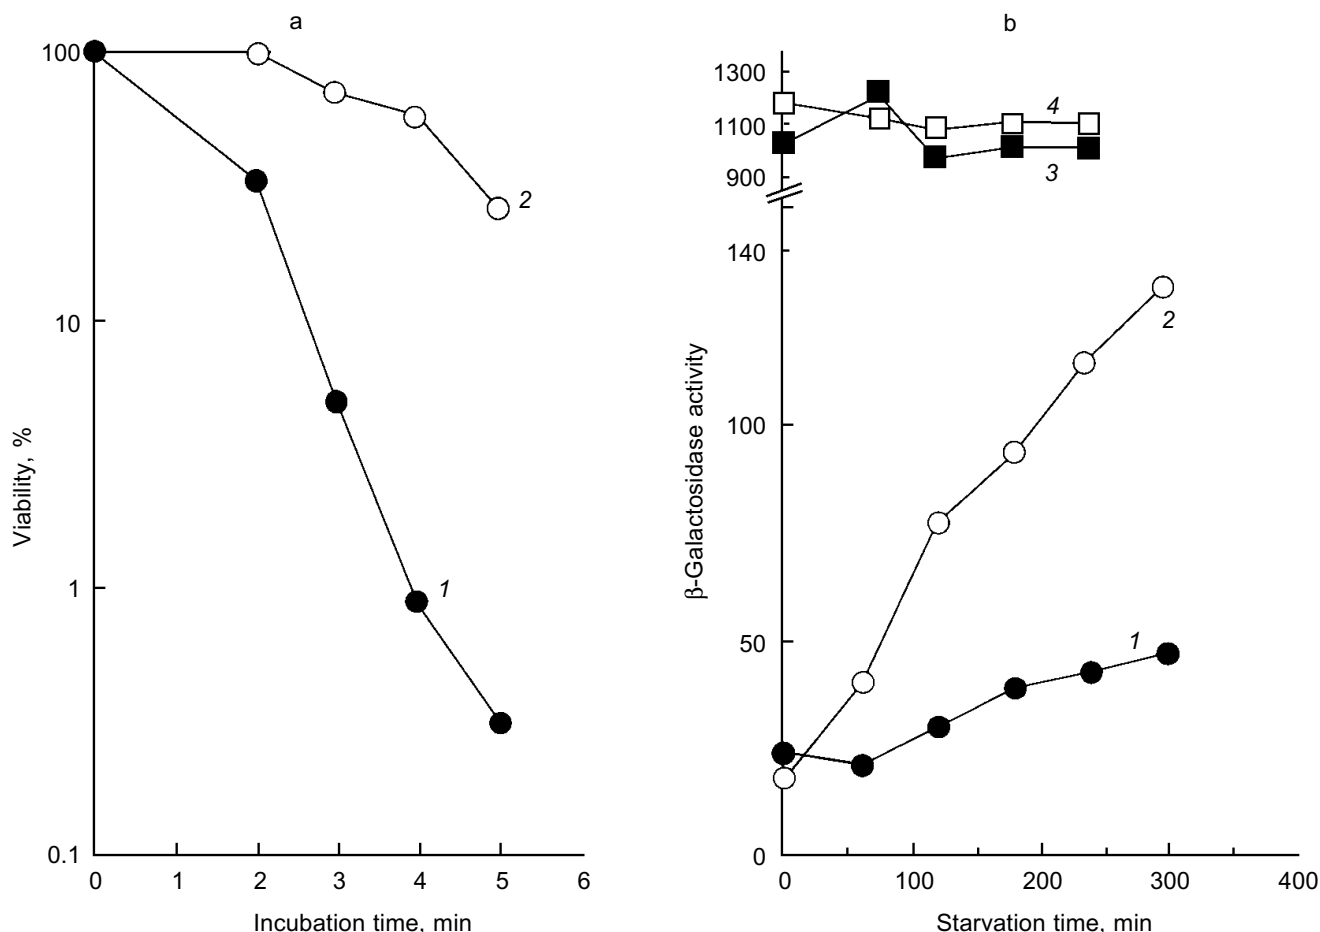 a
100
10
1
0.1
Viability, %
2
1
0 1 2 3 4 5 6
Incubation time, min
b
1300
1100
900
140
100
50
0
β-Galactosidase activity
4
3
2
1
0 100 200 300 400
Starvation time, min